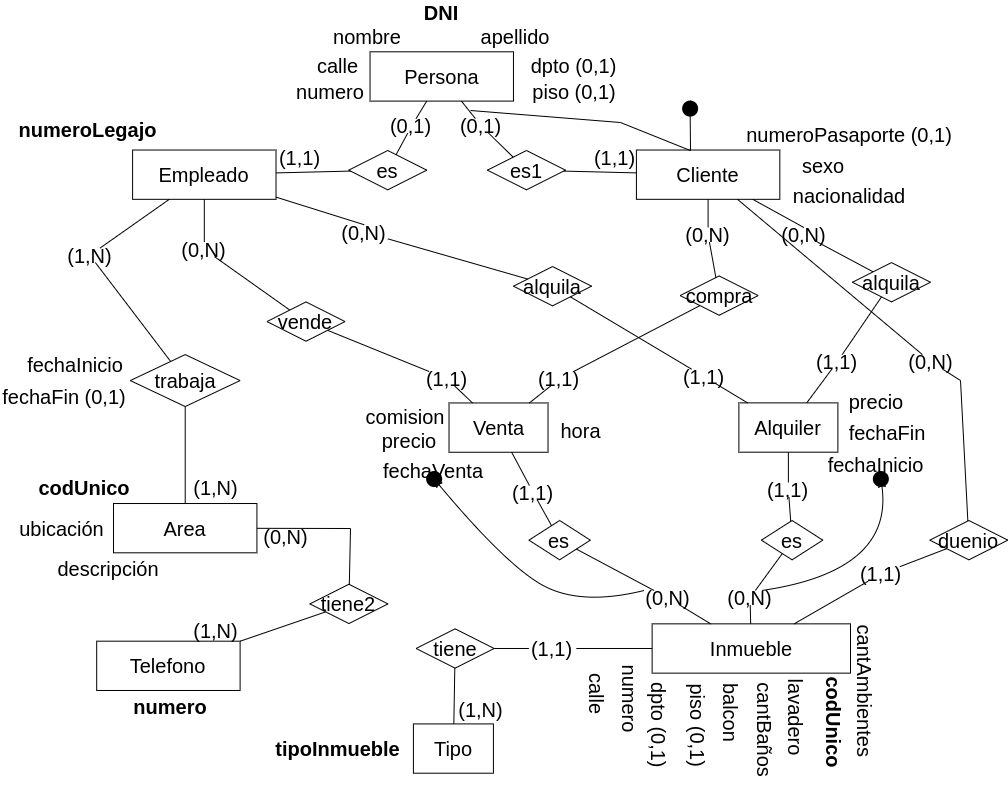 DNI
nombre
apellido
calle
Persona
dpto (0,1)
numero
piso (0,1)
numeroLegajo
(0,1)
(0,1)
numeroPasaporte (0,1)
(1,1)
(1,1)
sexo
Empleado
es
es1
Cliente
nacionalidad
(1,N)
(0,N)
(0,N)
(0,N)
(0,N)
alquila
compra
alquila
vende
fechaInicio
trabaja
(1,1)
(1,1)
(1,1)
(1,1)
(0,N)
fechaFin (0,1)
comision
precio
precio
Venta
hora
Alquiler
fechaFin
fechaVenta
fechaInicio
codUnico
(1,N)
(1,1)
(1,1)
ubicación
Area
(0,N)
es
es
duenio
descripción
(1,1)
tiene2
(0,N)
(0,N)
(1,N)
tiene
(1,1)
Inmueble
cantAmbientes
Telefono
numero
calle
numero
dpto (0,1)
piso (0,1)
balcon
cantBaños
lavadero
codUnico
(1,N)
tipoInmueble
Tipo